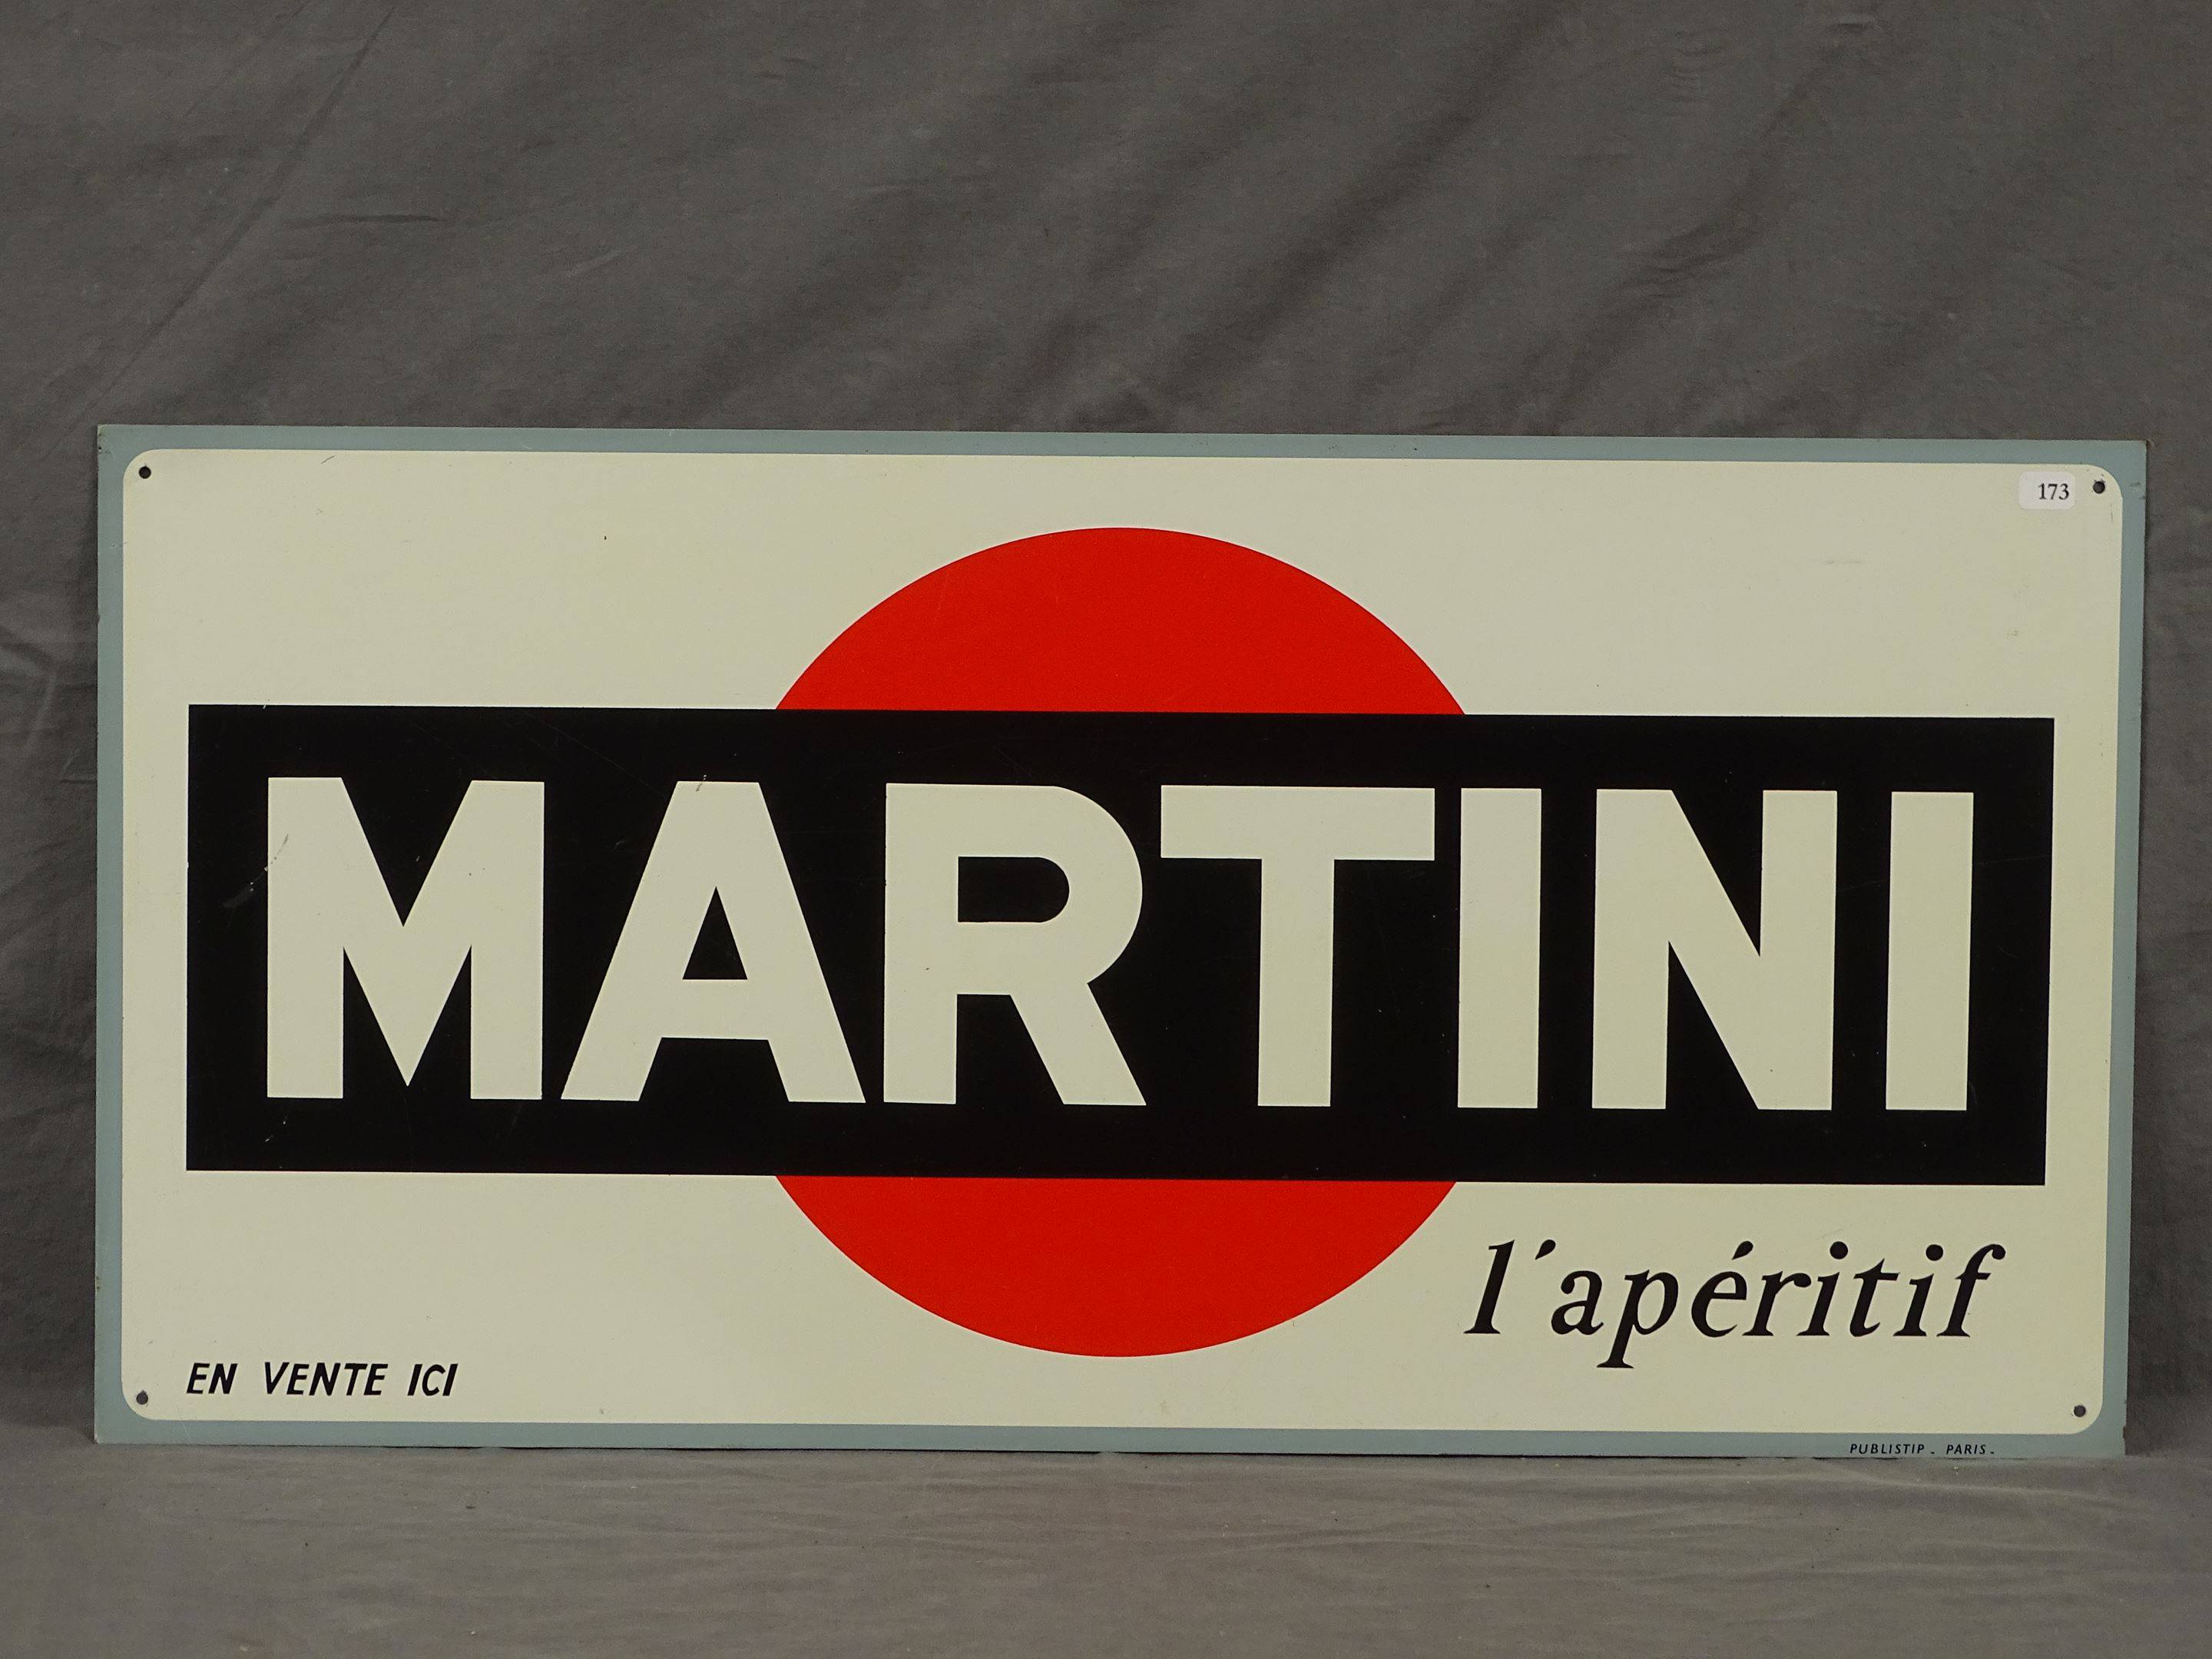 173
MARTINI
l'apéritif
EN VENTE ICI
PUBLISTIP - PARIS -